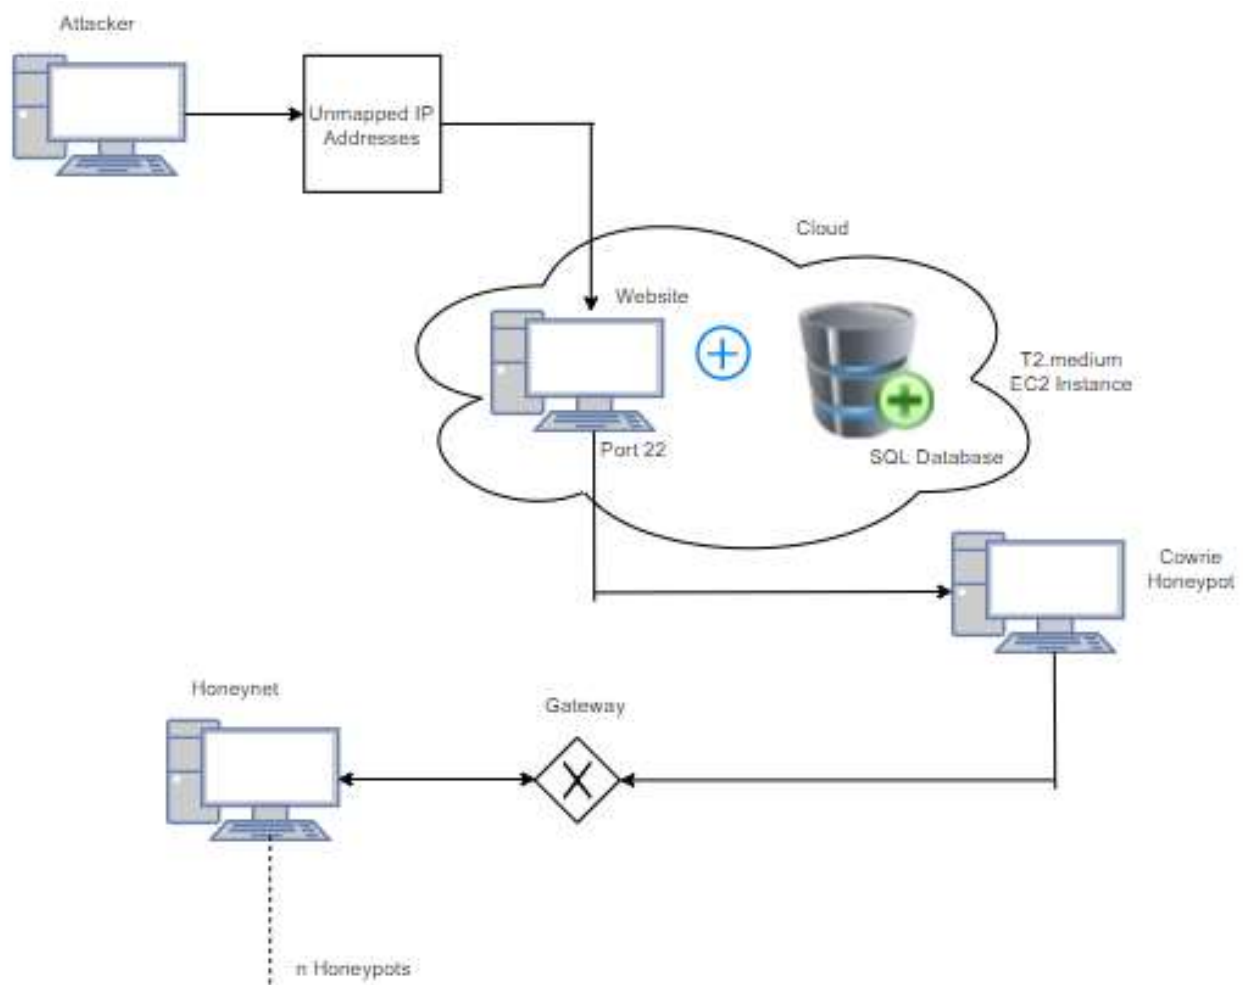 Attacker
Unmapped IP
Addresses
Cloud
Website
T2.medium
EC2 Instance
Port 22
SQL Database
Cowrie
Honeypot
Honeynet
Gateway
X
n Honeypots